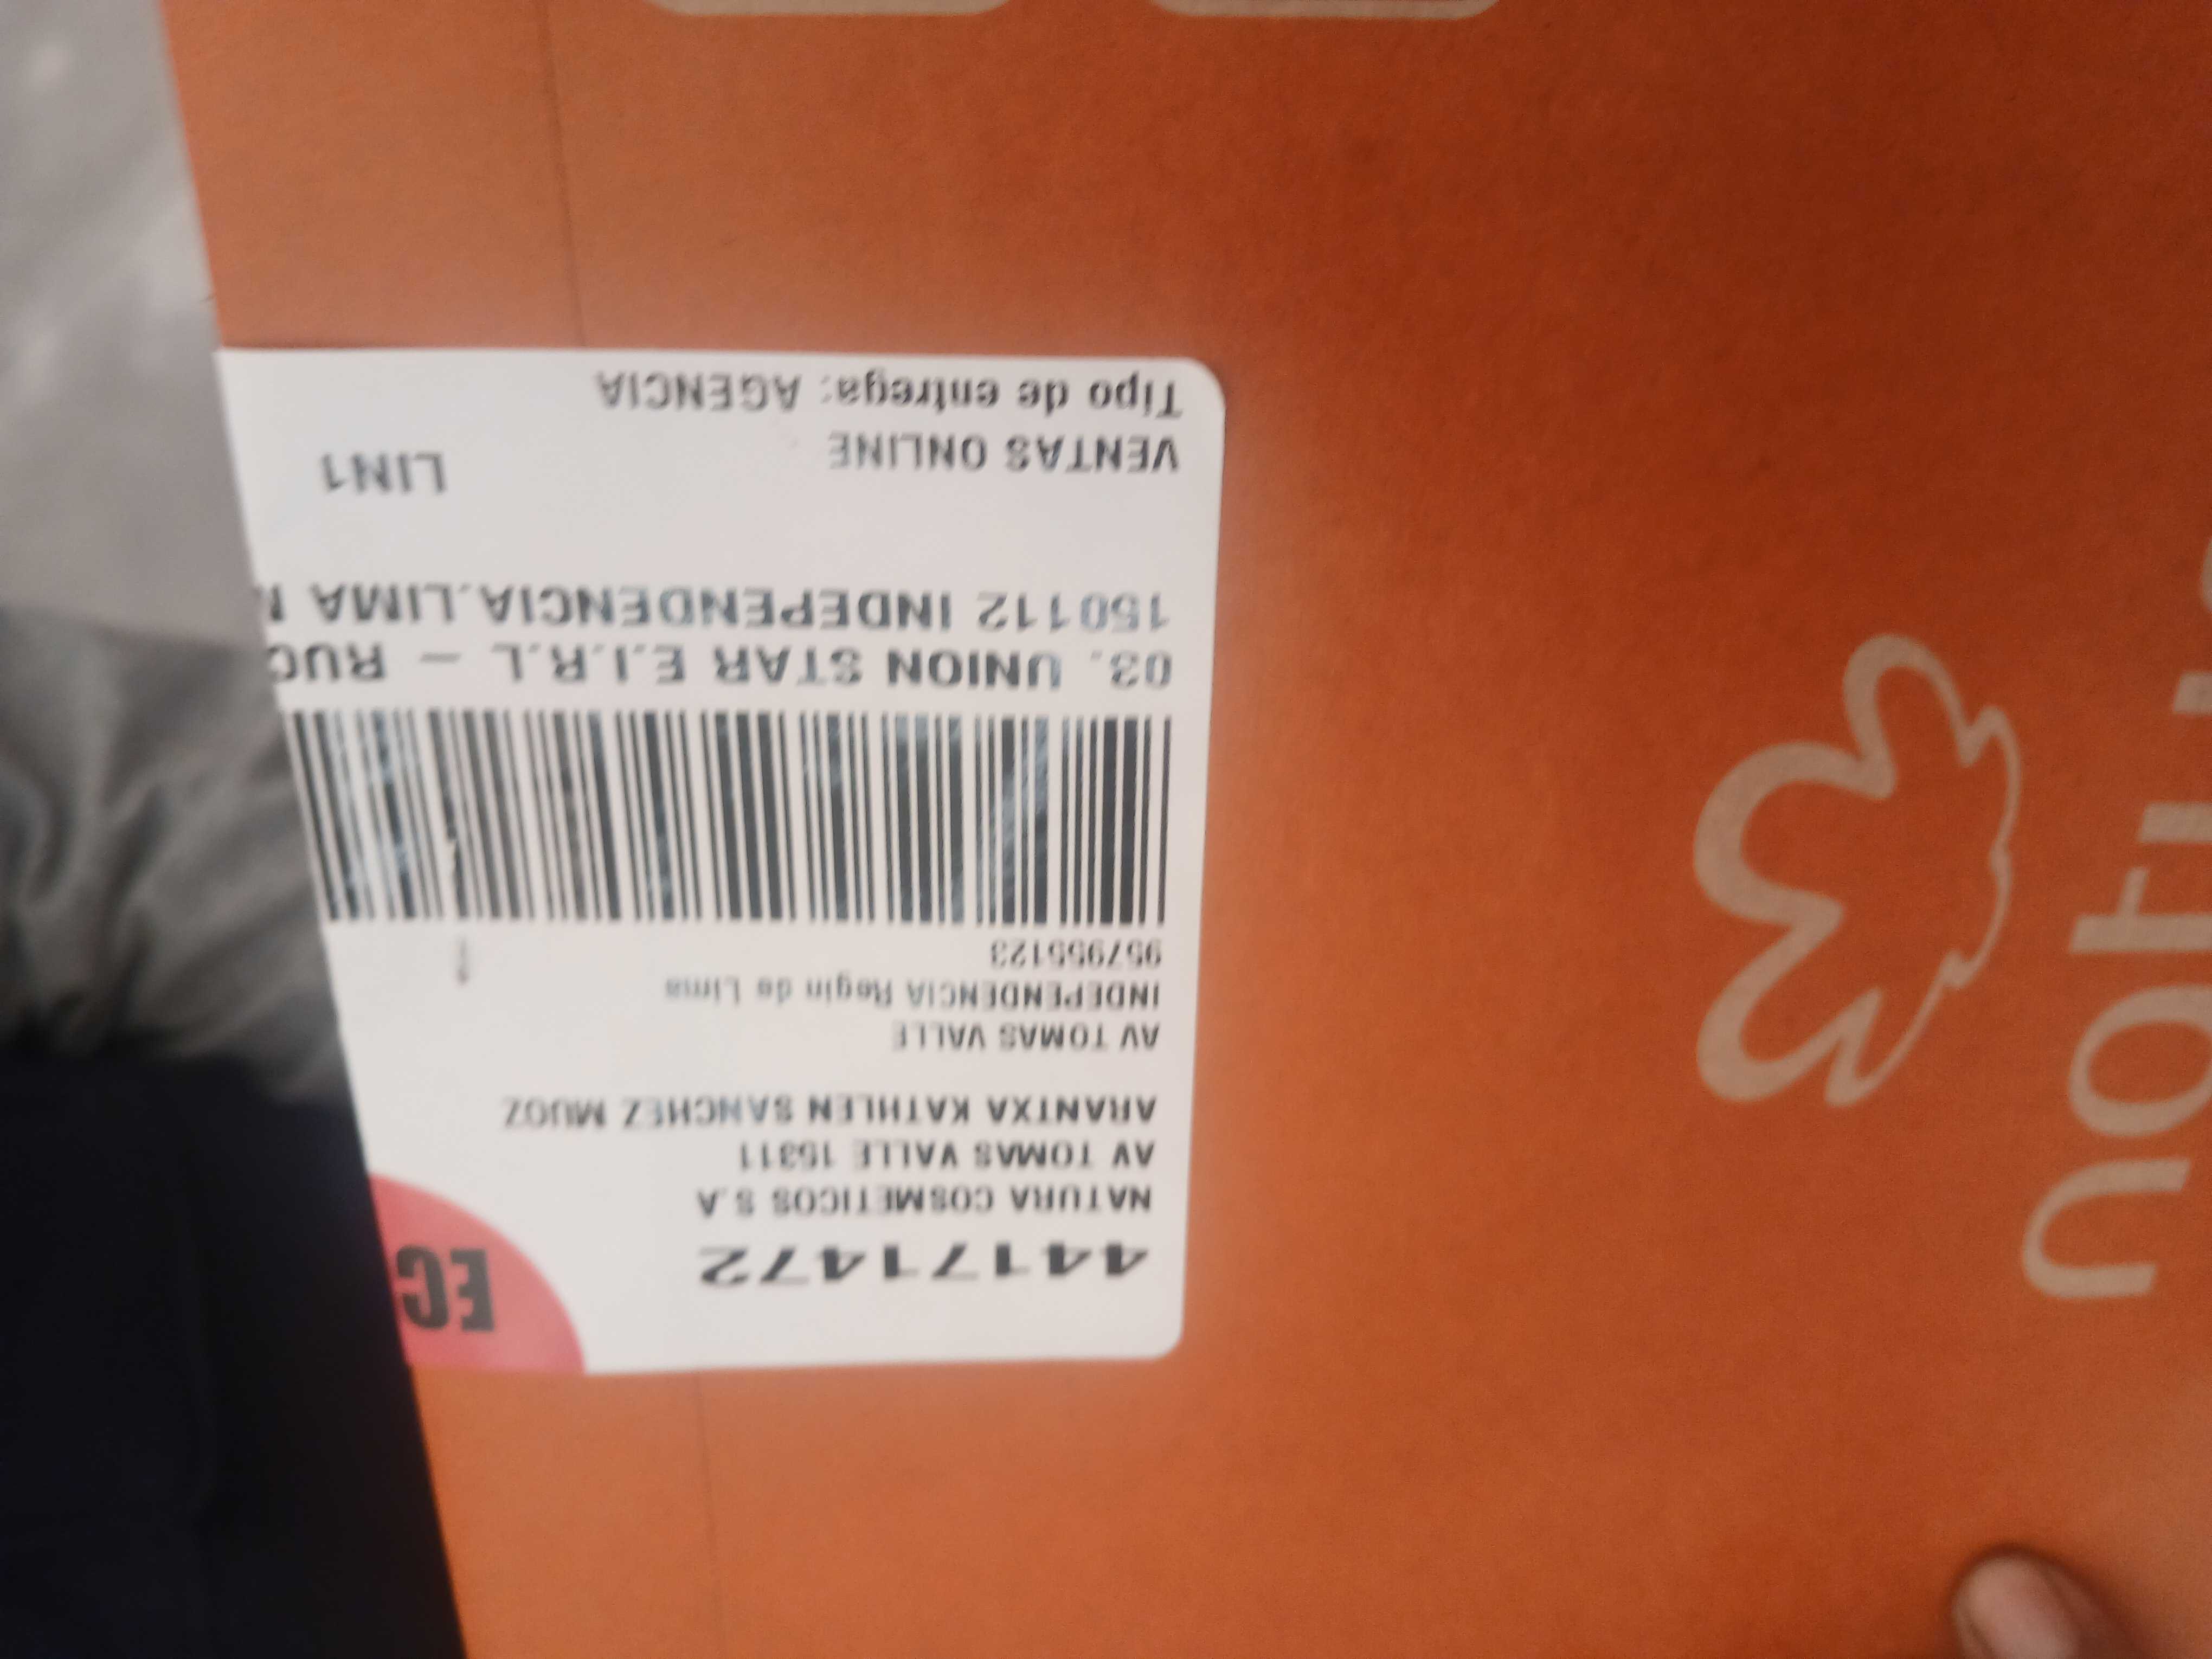 EC
44171472
NATURA COSMETICOS S.A
AV TOMAS VALLE 15311
ARANTXA KATHLEN SANCHEZ MUOZ
AV TOMAS VALLE
INDEPENDENCIA Regin de Lima
957955123
03. UNION STAR E.I.R.L – RUC
150112 INDEPENDENCIA.LIMA
LIN1
VENTAS ONLINE
Tipo de entrega: AGENCIA
natura